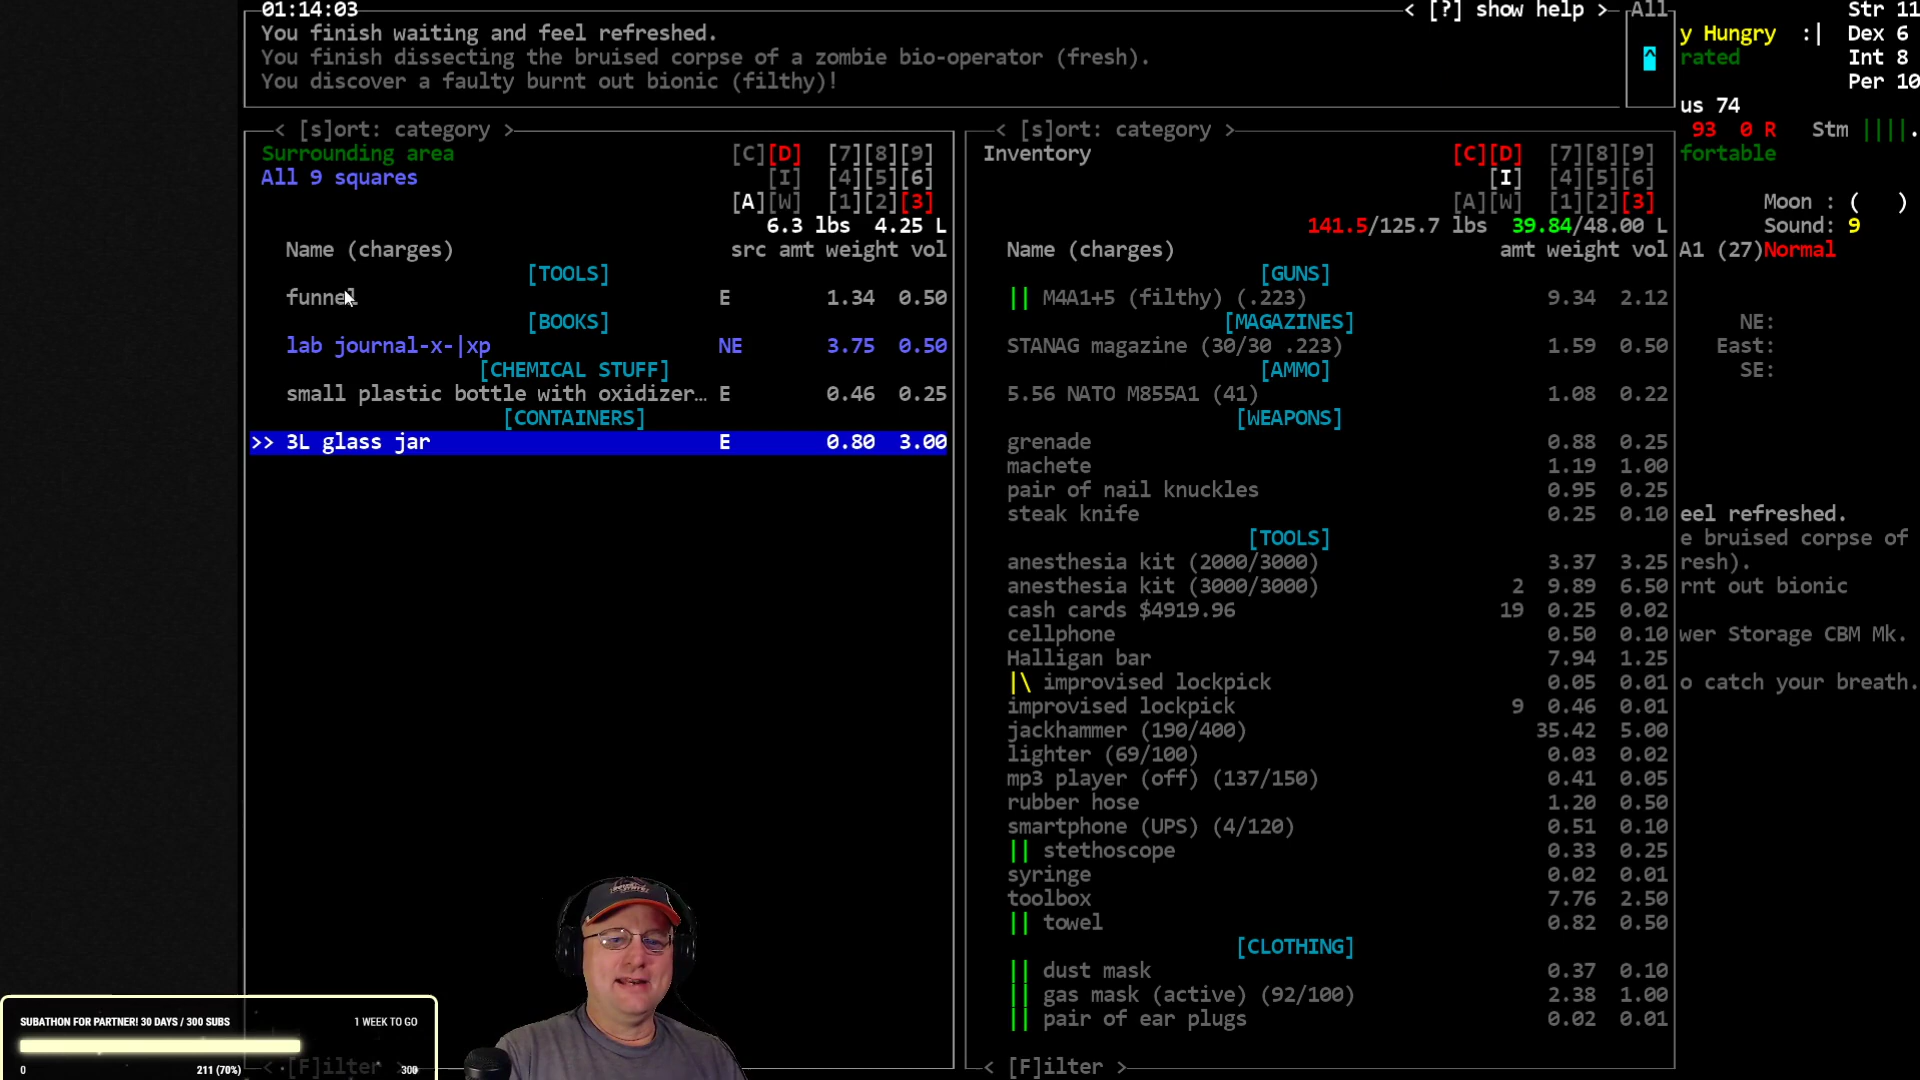 01:14:03
< [?] show help >
All
Str 11
You finish waiting and feel refreshed.
y Hungry :| Dex 6
You finish dissecting the bruised corpse of a zombie bio-operator (fresh).
^
rated Int 8
You discover a faulty burnt out bionic (filthy)!
Per 10
us 74
< [s]ort: category >
< [s]ort: category >
93 0 R Stm ||||.
Surrounding area [C][D] [7][8][9]
Inventory [C][D] [7][8][9]
fortable
All 9 squares [I] [4][5][6]
[I] [4][5][6]
[A][W] [1][2][3]
[A][W] [1][2][3]
Moon : ( )
6.3 lbs 4.25 L
141.5/125.7 lbs 39.84/48.00 L
Sound: 9
Name (charges) src amt weight vol
Name (charges) amt weight vol
A1 (27)Normal
[TOOLS]
funnel E 1.34 0.50
[BOOKS]
lab journal-x-|xp NE 3.75 0.50
[CHEMICAL STUFF]
small plastic bottle with oxidizer… E 0.46 0.25
[CONTAINERS]
>> 3L glass jar E 0.80 3.00
[GUNS]
|| M4A1+5 (filthy) (.223) 9.34 2.12
[MAGAZINES]
STANAG magazine (30/30 .223) 1.59 0.50
[AMMO]
5.56 NATO M855A1 (41) 1.08 0.22
[WEAPONS]
grenade 0.88 0.25
machete 1.19 1.00
pair of nail knuckles 0.95 0.25
steak knife 0.25 0.10
[TOOLS]
anesthesia kit (2000/3000) 3.37 3.25
anesthesia kit (3000/3000) 2 9.89 6.50
cash cards $4919.96 19 0.25 0.02
cellphone 0.50 0.10
Halligan bar 7.94 1.25
|\ improvised lockpick 0.05 0.01
improvised lockpick 9 0.46 0.01
jackhammer (190/400) 35.42 5.00
lighter (69/100) 0.03 0.02
mp3 player (off) (137/150) 0.41 0.05
rubber hose 1.20 0.50
smartphone (UPS) (4/120) 0.51 0.10
|| stethoscope 0.33 0.25
syringe 0.02 0.01
toolbox 7.76 2.50
|| towel 0.82 0.50
[CLOTHING]
|| dust mask 0.37 0.10
|| gas mask (active) (92/100) 2.38 1.00
|| pair of ear plugs 0.02 0.01
< [F]ilter >
NE:
East:
SE:
eel refreshed.
e bruised corpse of
resh).
rnt out bionic
wer Storage CBM Mk.
o catch your breath.
SUBATHON FOR PARTNER! 30 DAYS / 300 SUBS 1 WEEK TO GO
0 211 (70%) 300
< [F]ilter >